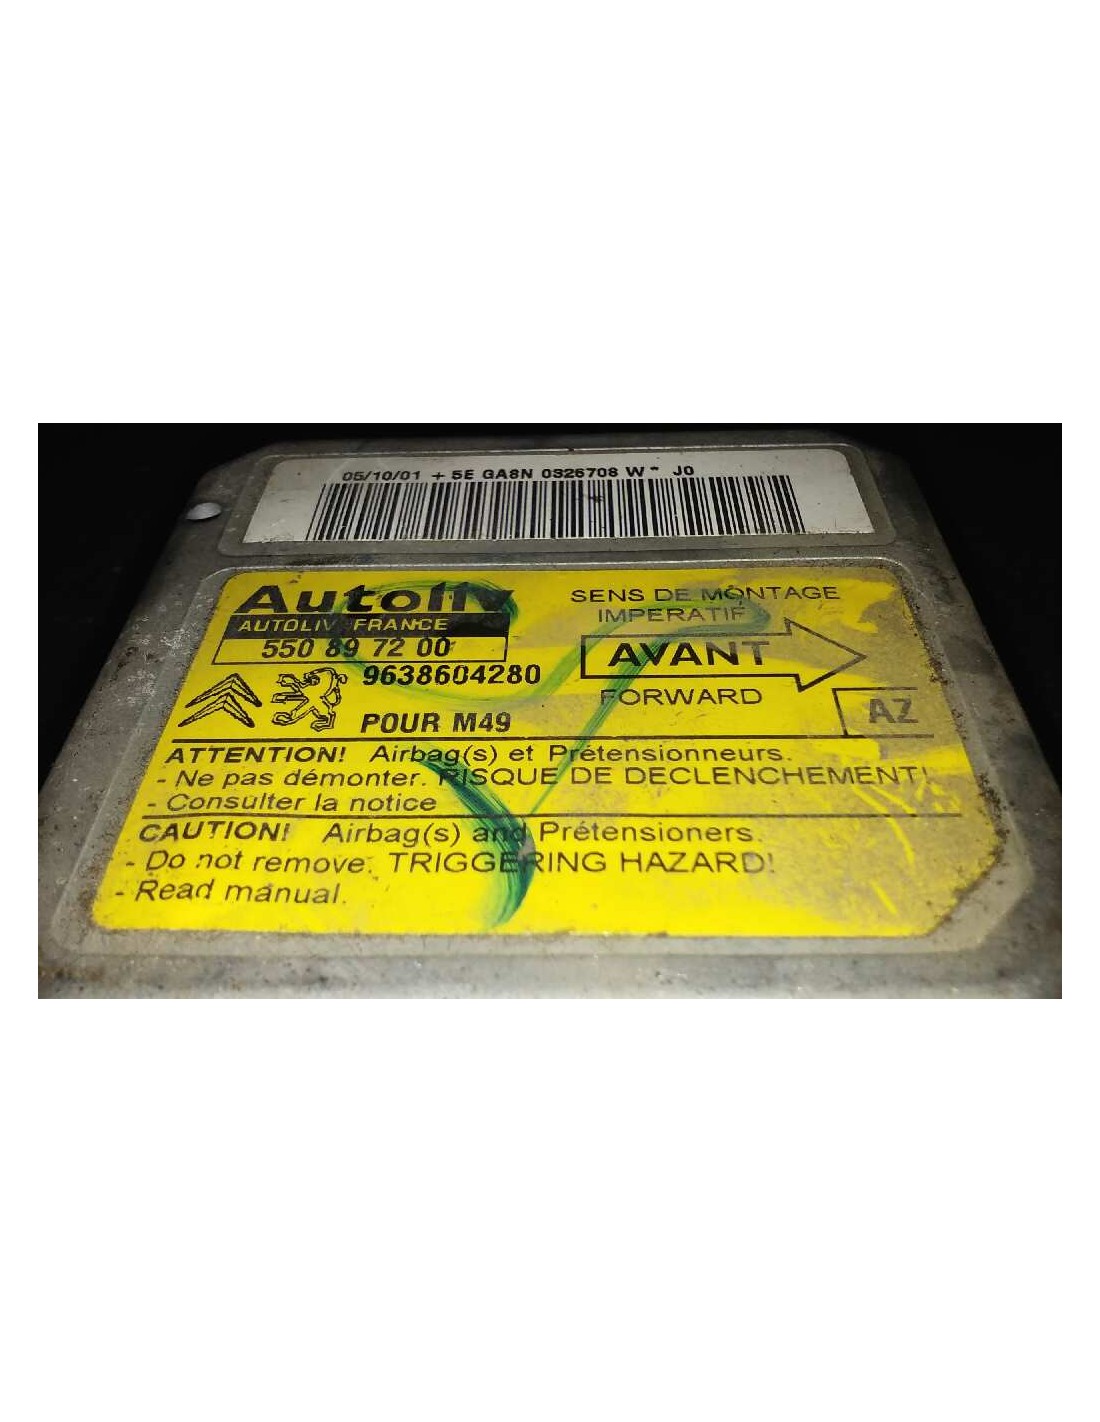 05/10/01 + 5E GA8N 0326708 W * J0
Autoliv
AUTOLIV FRANCE
550 89 72 00
9638604280
POUR M49
SENS DE MONTAGE
IMPERATIF
AVANT
FORWARD
AZ
ATTENTION! Airbag(s) et Prétensionneurs.
- Ne pas démonter. RISQUE DE DECLENCHEMENT!
- Consulter la notice
CAUTION! Airbag(s) and Prétensioners.
- Do not remove. TRIGGERING HAZARD!
- Read manual.